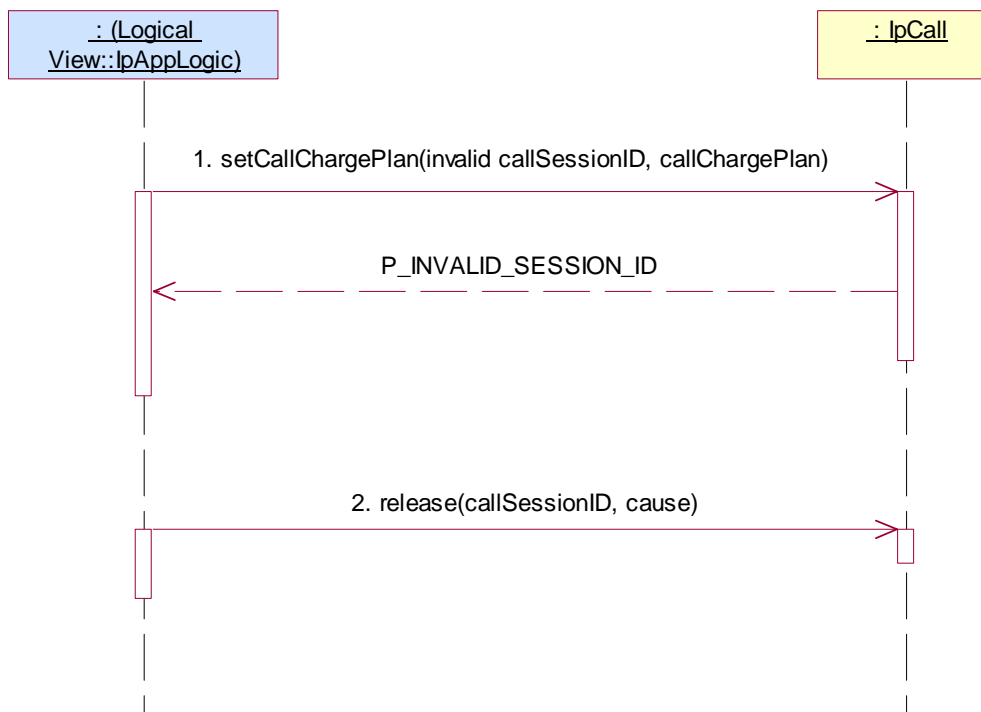 : (Logical
View::IpAppLogic)
: IpCall
1. setCallChargePlan(invalid callSessionID, callChargePlan)
P_INVALID_SESSION_ID
2. release(callSessionID, cause)